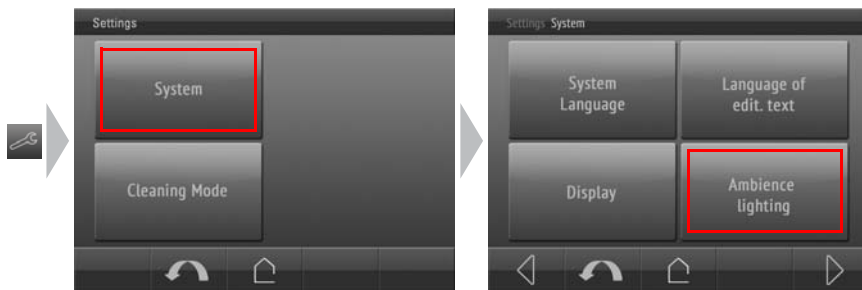 Settings
System
Cleaning Mode
Settings System
System
Language
Language of
edit. text
Display
Ambience
lighting